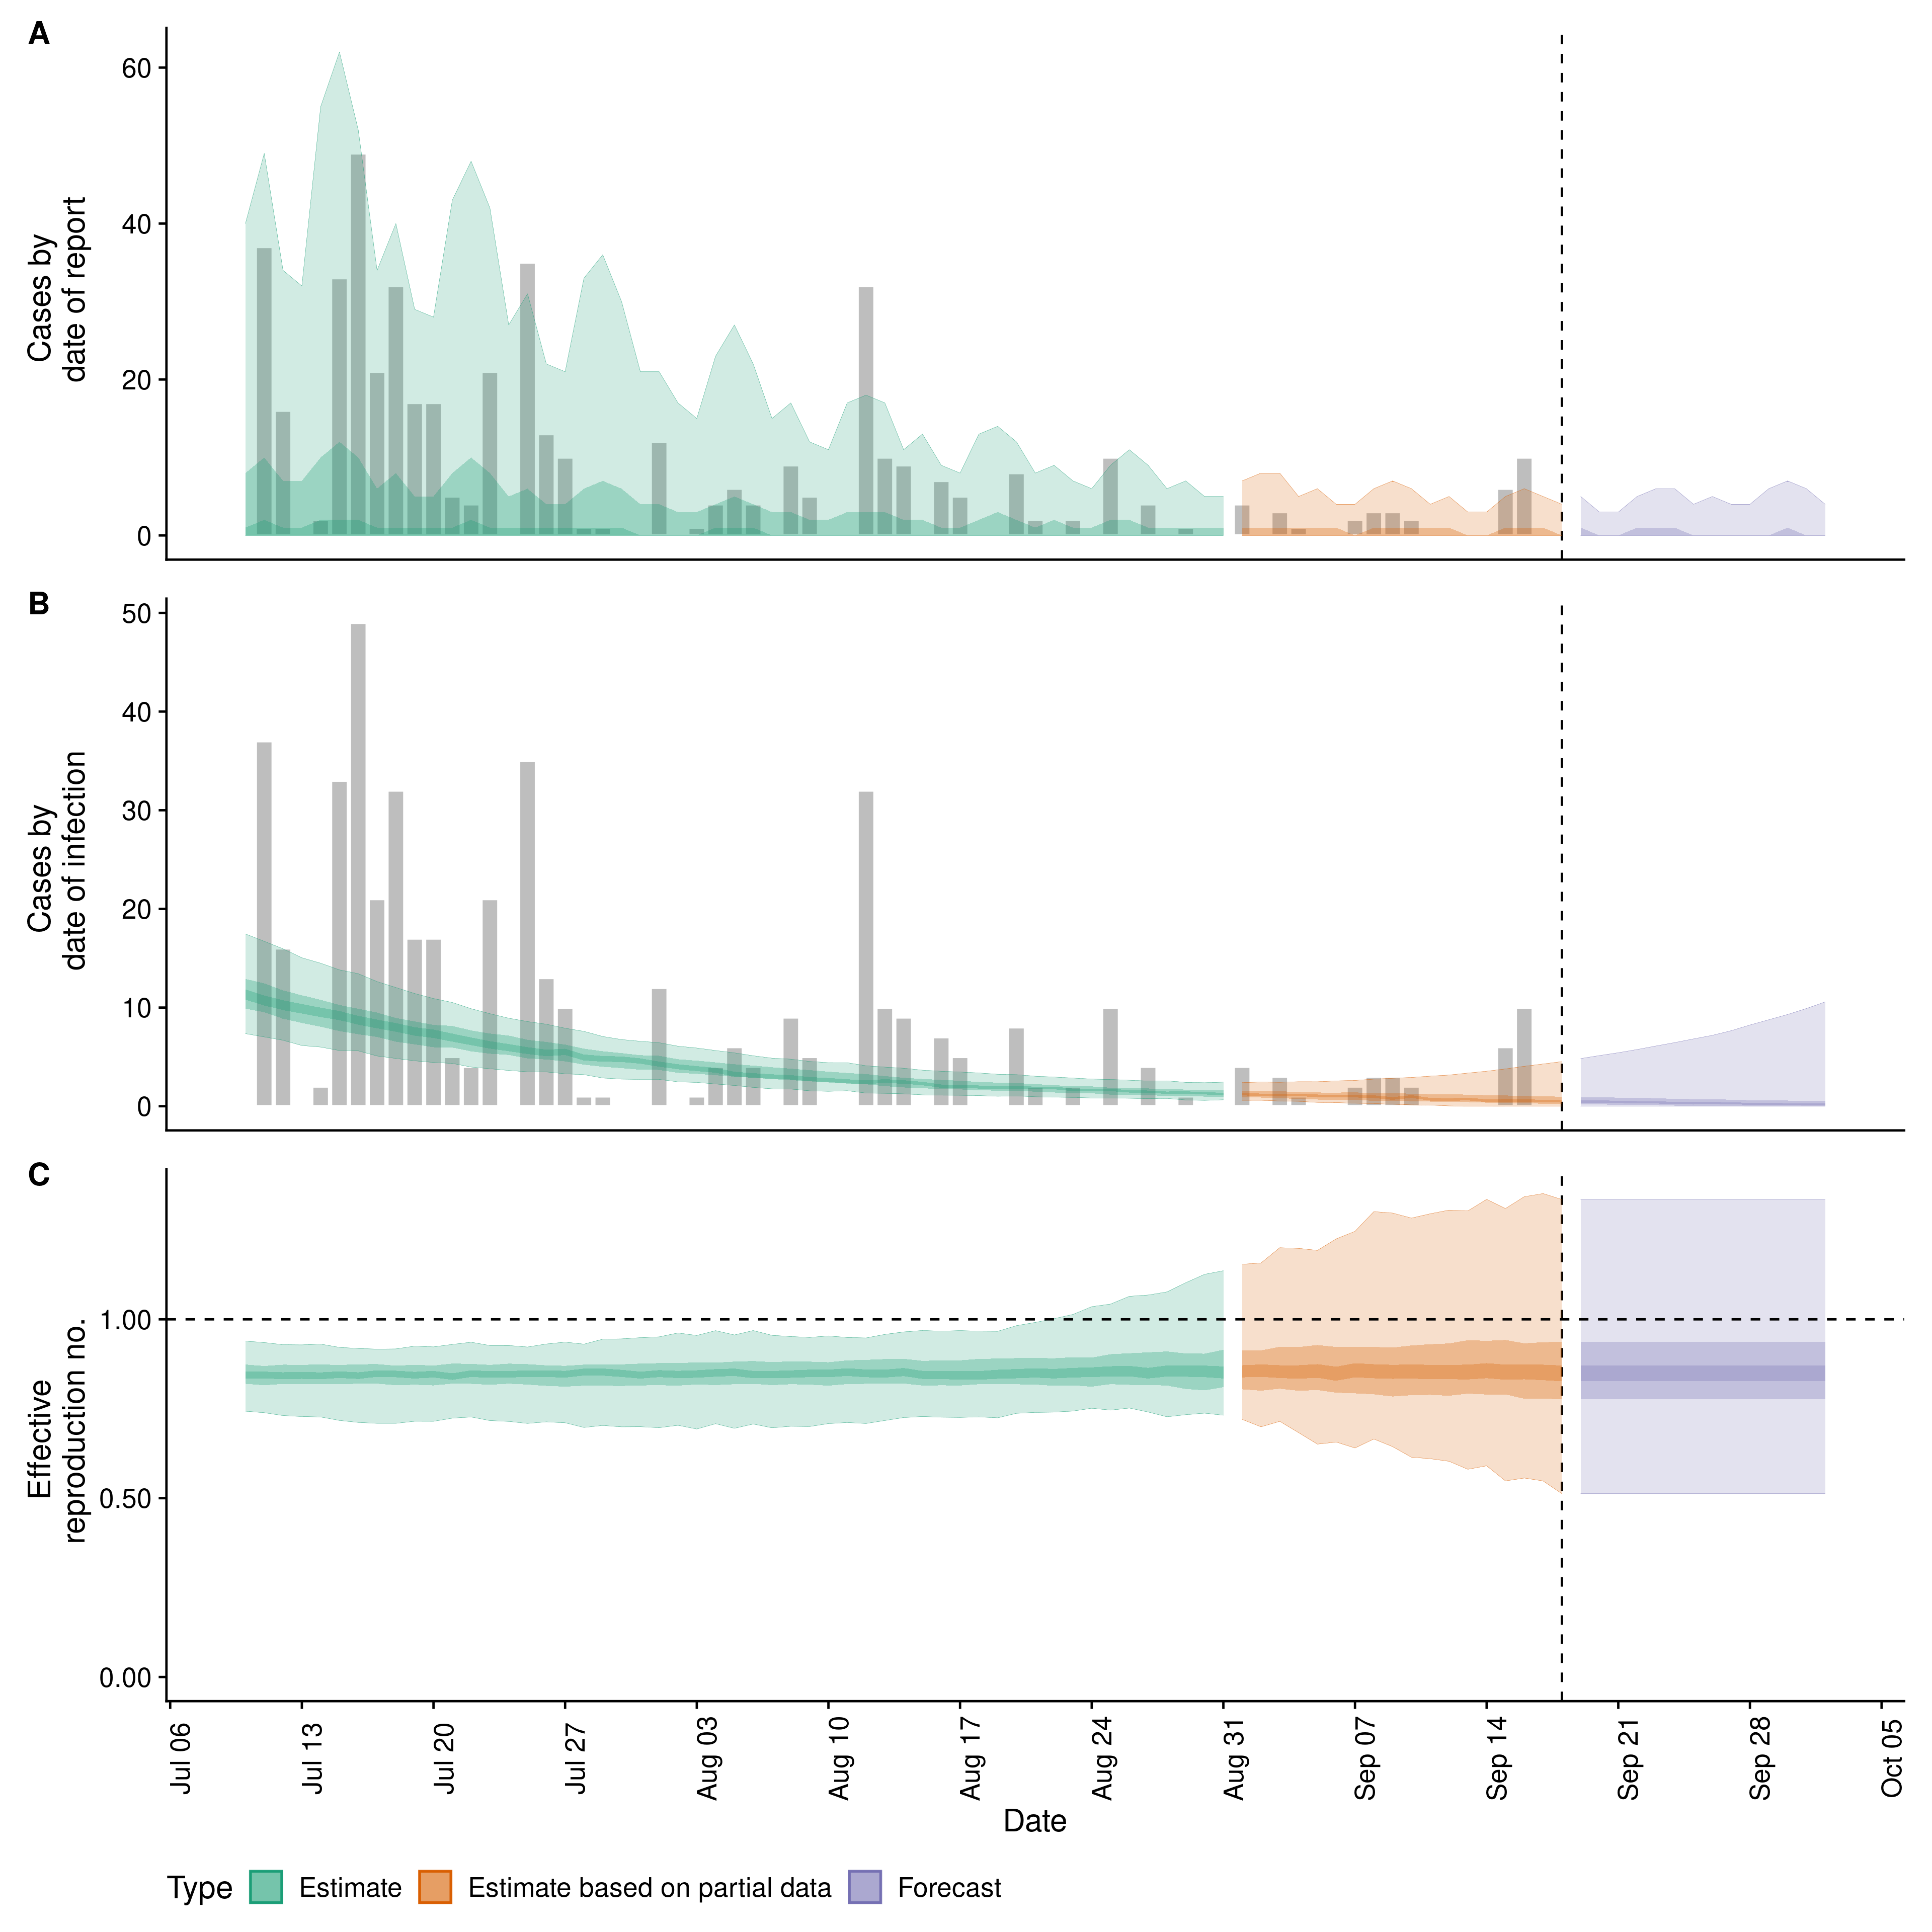 A
Cases by
date of report
60
40
20
0
B
Cases by
date of infection
50
40
30
20
10
0
C
Effective
reproduction no.
1.00
0.50
0.00
Jul 06
Jul 13
Jul 20
Jul 27
Aug 03
Aug 10
Aug 17
Aug 24
Aug 31
Sep 07
Sep 14
Sep 21
Sep 28
Oct 05
Date
Type Estimate Estimate based on partial data Forecast